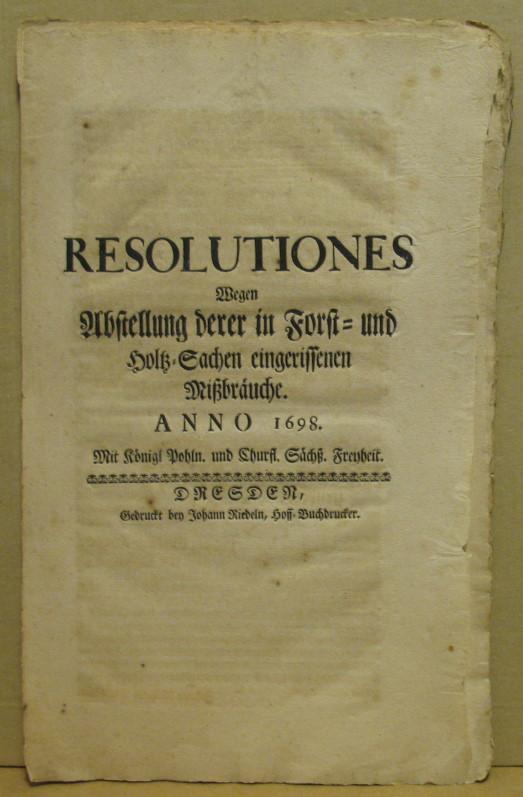 RESOLUTIONES
Wegen
Abstellung derer in Forst- und
Holtz-Sachen eingerissenen
Mißbräuche.
ANNO 1698.
Mit Königl Pohln. und Churfl. Sächß. Freyheit.
DRESDEN,
Gedruckt bey Johann Riedeln, Hoff-Buchdrucker.